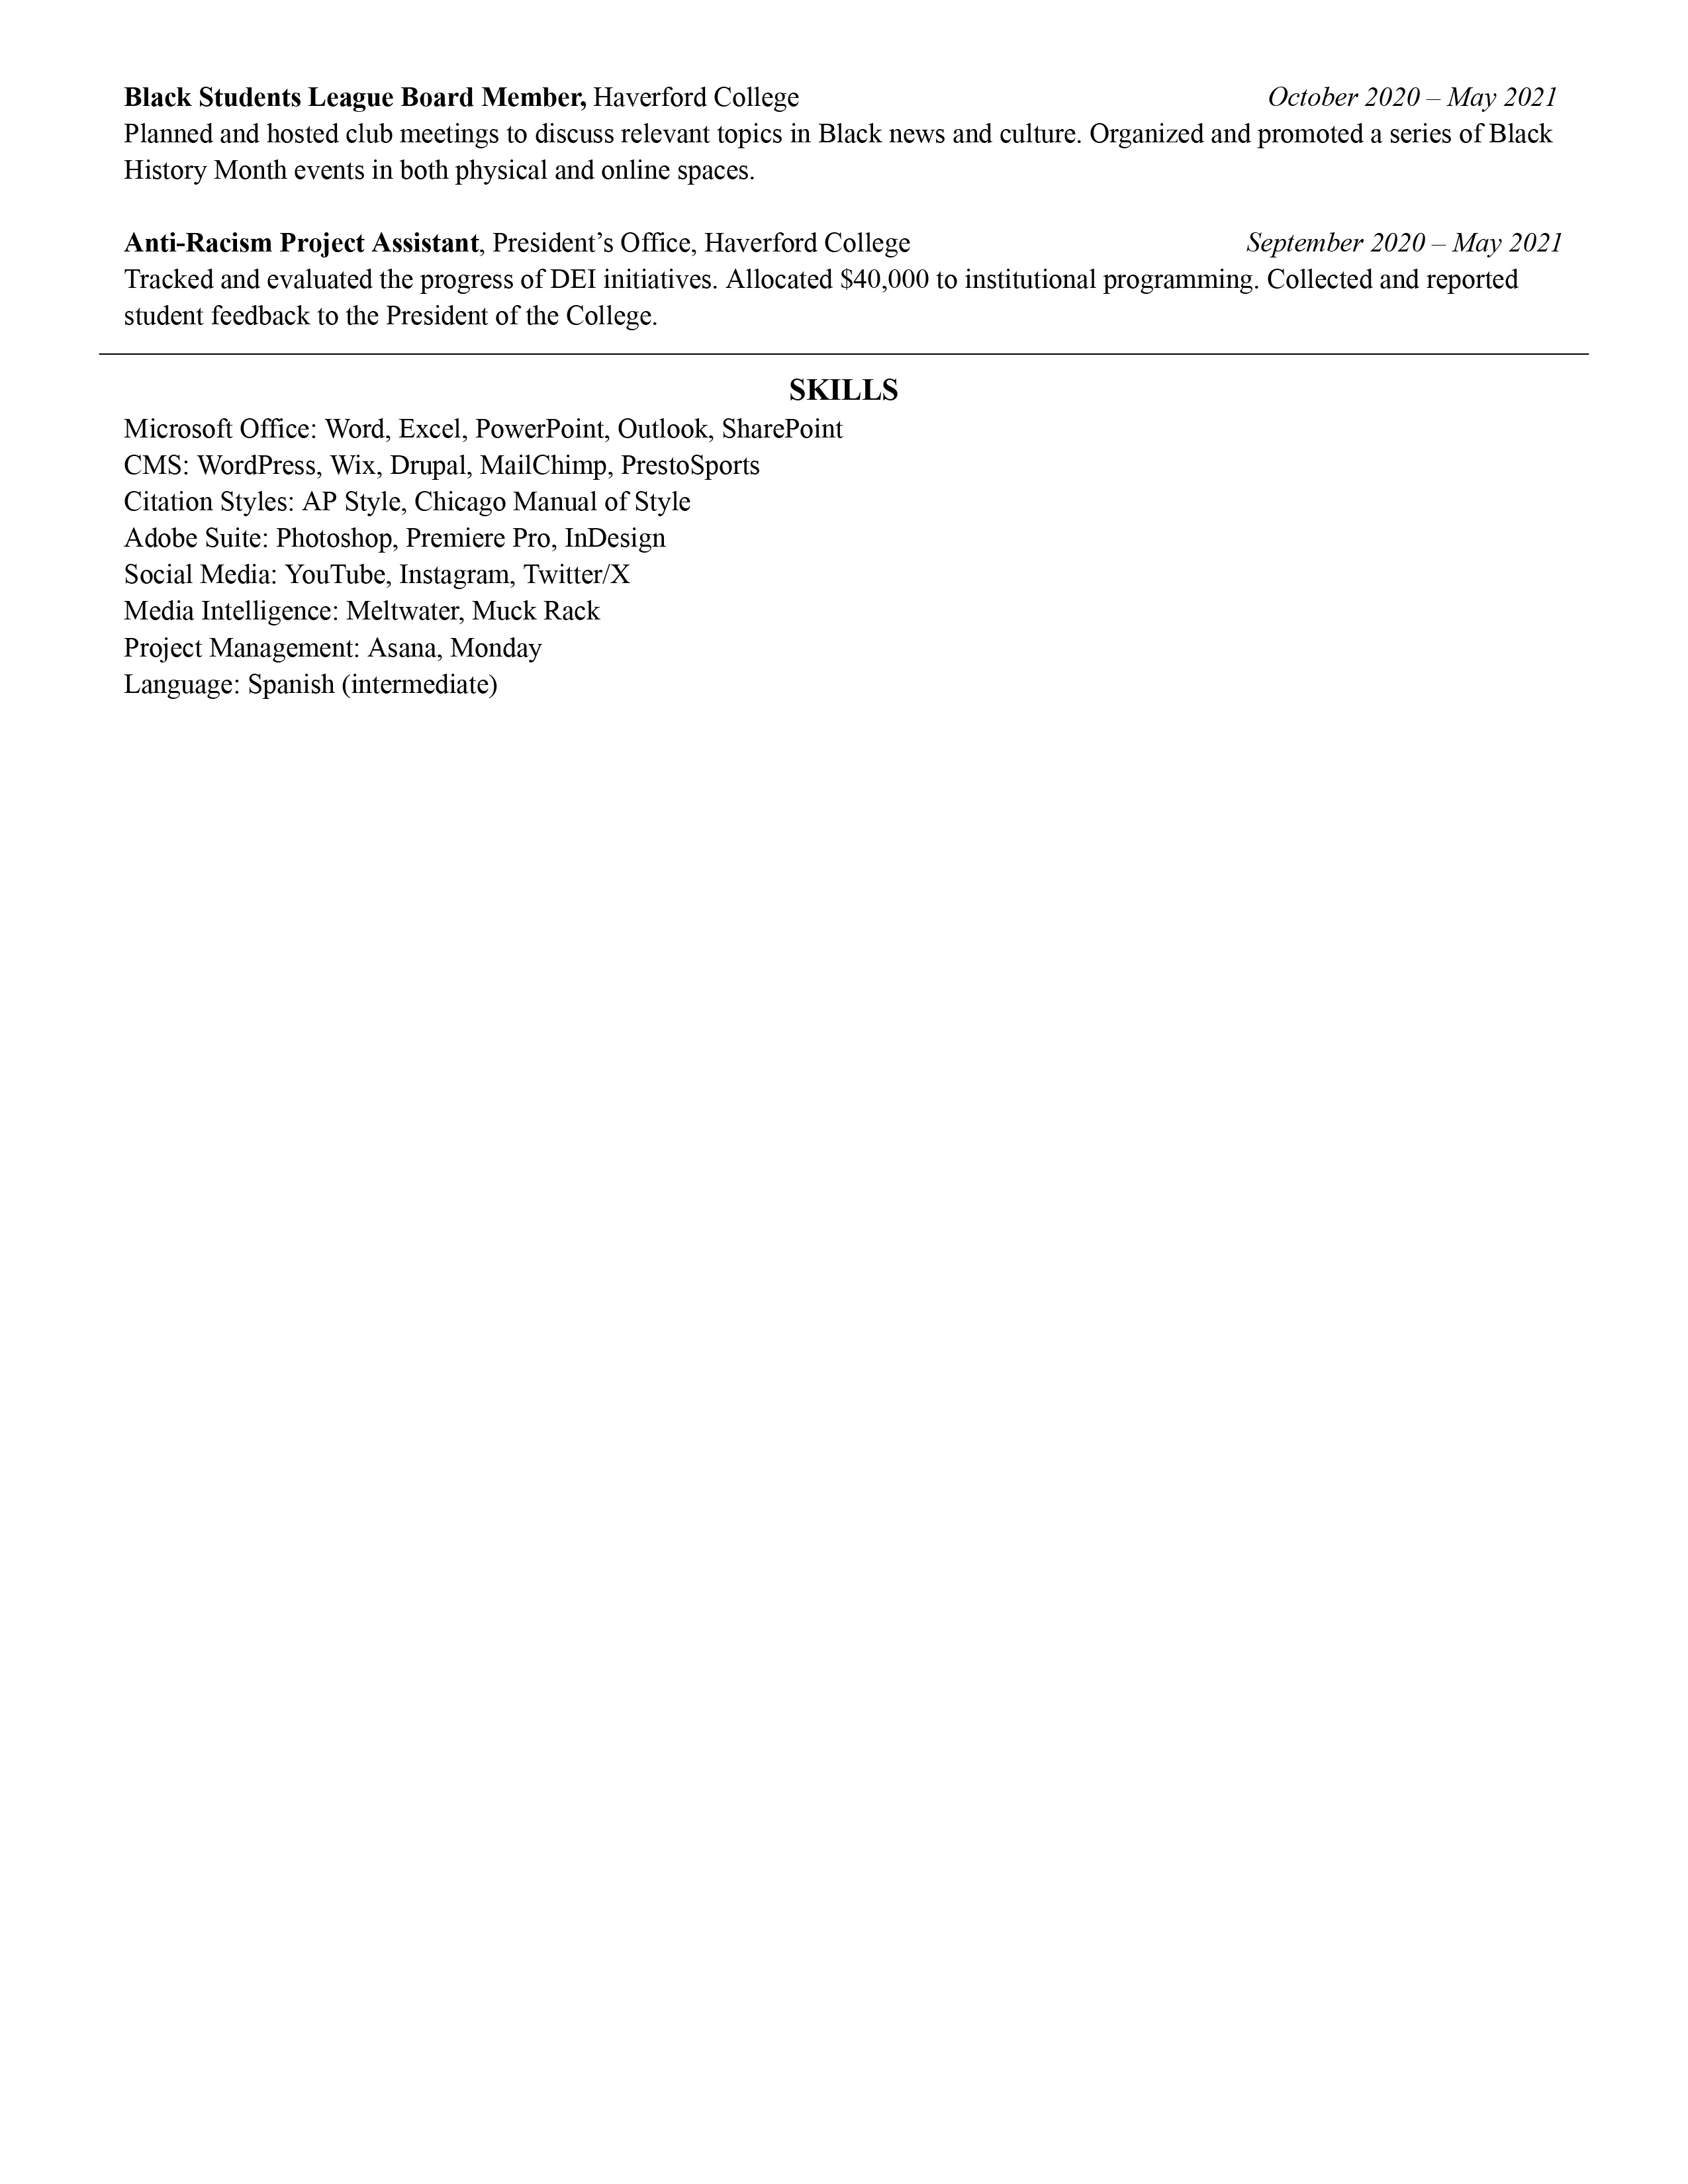 Black Students League Board Member, Haverford College October 2020 – May 2021
Planned and hosted club meetings to discuss relevant topics in Black news and culture. Organized and promoted a series of Black
History Month events in both physical and online spaces.
Anti-Racism Project Assistant, President’s Office, Haverford College September 2020 – May 2021
Tracked and evaluated the progress of DEI initiatives. Allocated $40,000 to institutional programming. Collected and reported
student feedback to the President of the College.
SKILLS
Microsoft Office: Word, Excel, PowerPoint, Outlook, SharePoint
CMS: WordPress, Wix, Drupal, MailChimp, PrestoSports
Citation Styles: AP Style, Chicago Manual of Style
Adobe Suite: Photoshop, Premiere Pro, InDesign
Social Media: YouTube, Instagram, Twitter/X
Media Intelligence: Meltwater, Muck Rack
Project Management: Asana, Monday
Language: Spanish (intermediate)